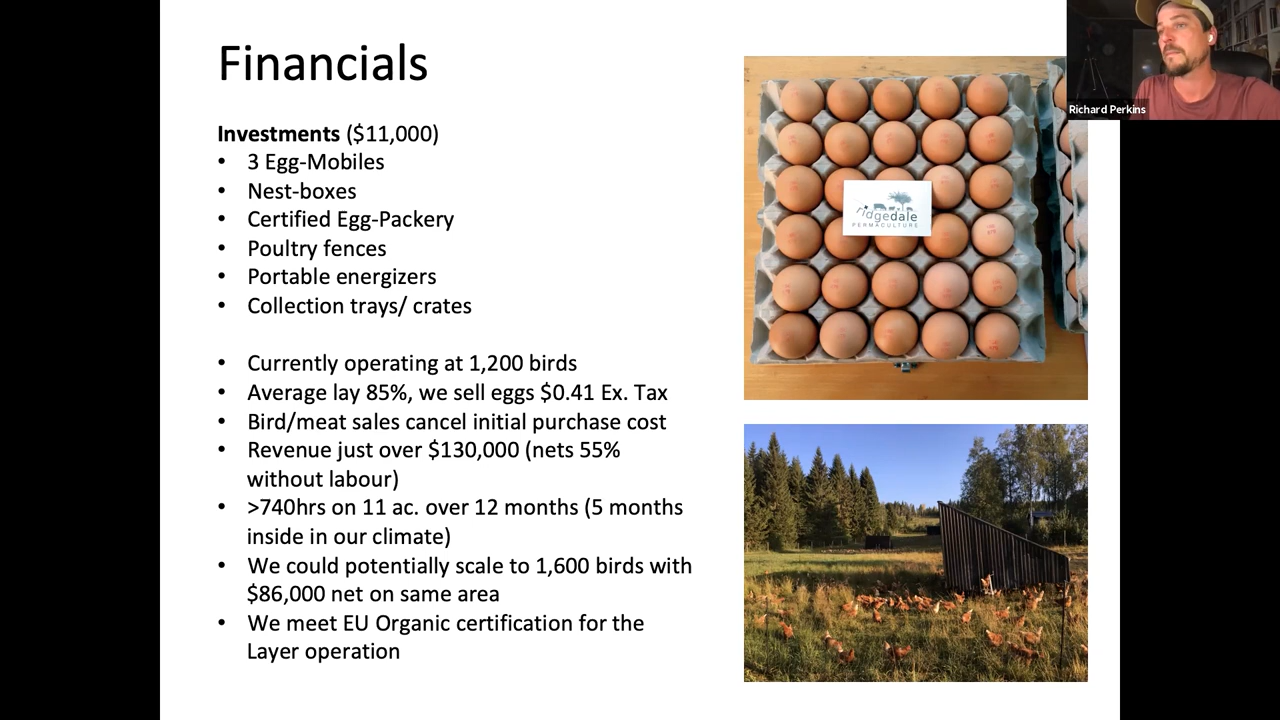 Financials
Investments ($11,000)
• 3 Egg-Mobiles
• Nest-boxes
• Certified Egg-Packery
• Poultry fences
• Portable energizers
• Collection trays/ crates
• Currently operating at 1,200 birds
• Average lay 85%, we sell eggs $0.41 Ex. Tax
• Bird/meat sales cancel initial purchase cost
• Revenue just over $130,000 (nets 55%
without labour)
• >740hrs on 11 ac. over 12 months (5 months
inside in our climate)
• We could potentially scale to 1,600 birds with
$86,000 net on same area
• We meet EU Organic certification for the
Layer operation
ridgedale
PERMACULTURE
Richard Perkins